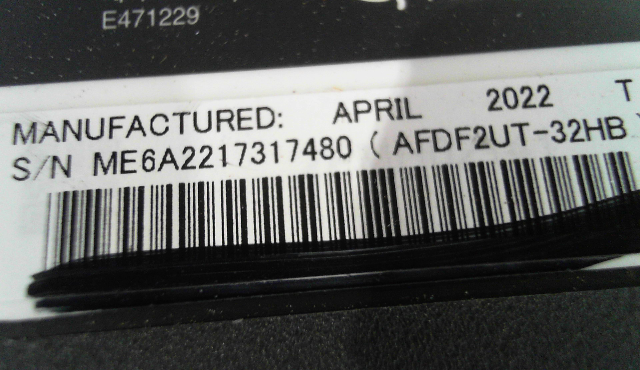 E471229
MANUFACTURED: APRIL 2022 T
S/N ME6A2217317480 ( AFDF2UT-32HB )